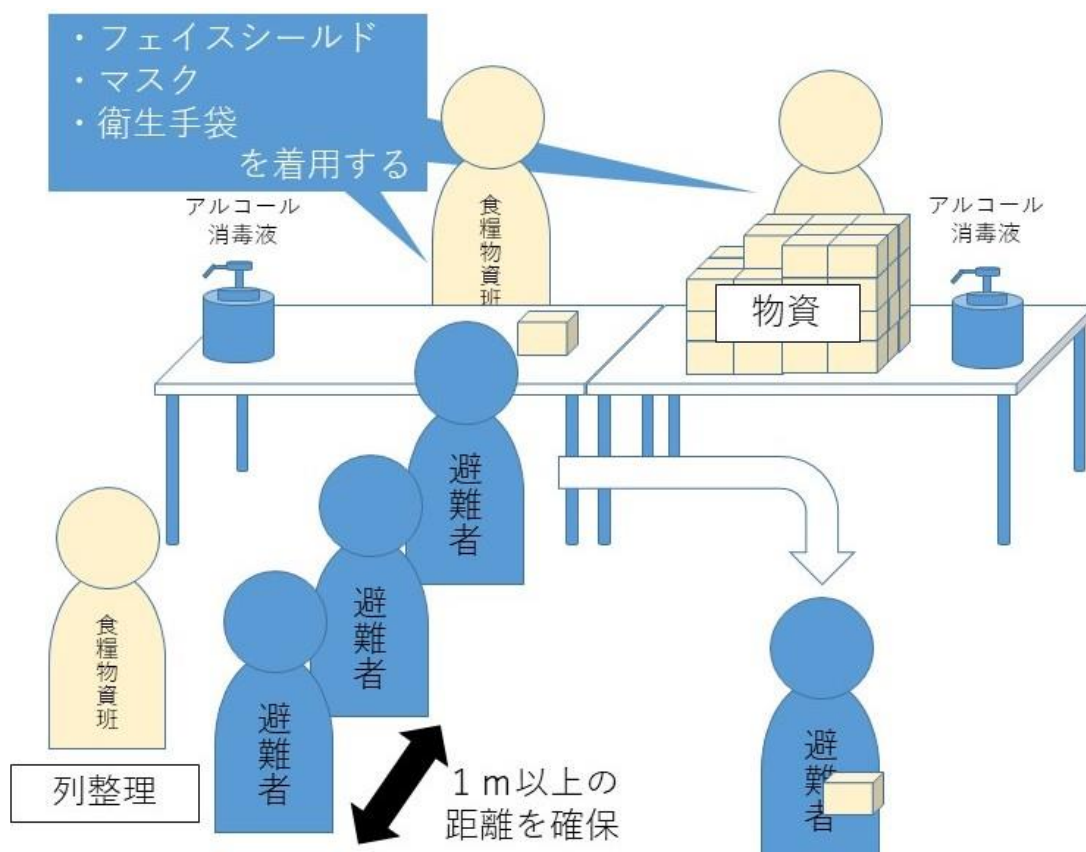 ・フェイスシールド
・マスク
・衛生手袋
を着用する
アルコール
消毒液
食糧物資班
アルコール
消毒液
物資
避難者
避難者
避難者
食糧物資班
列整理
１ｍ以上の
距離を確保
避難者